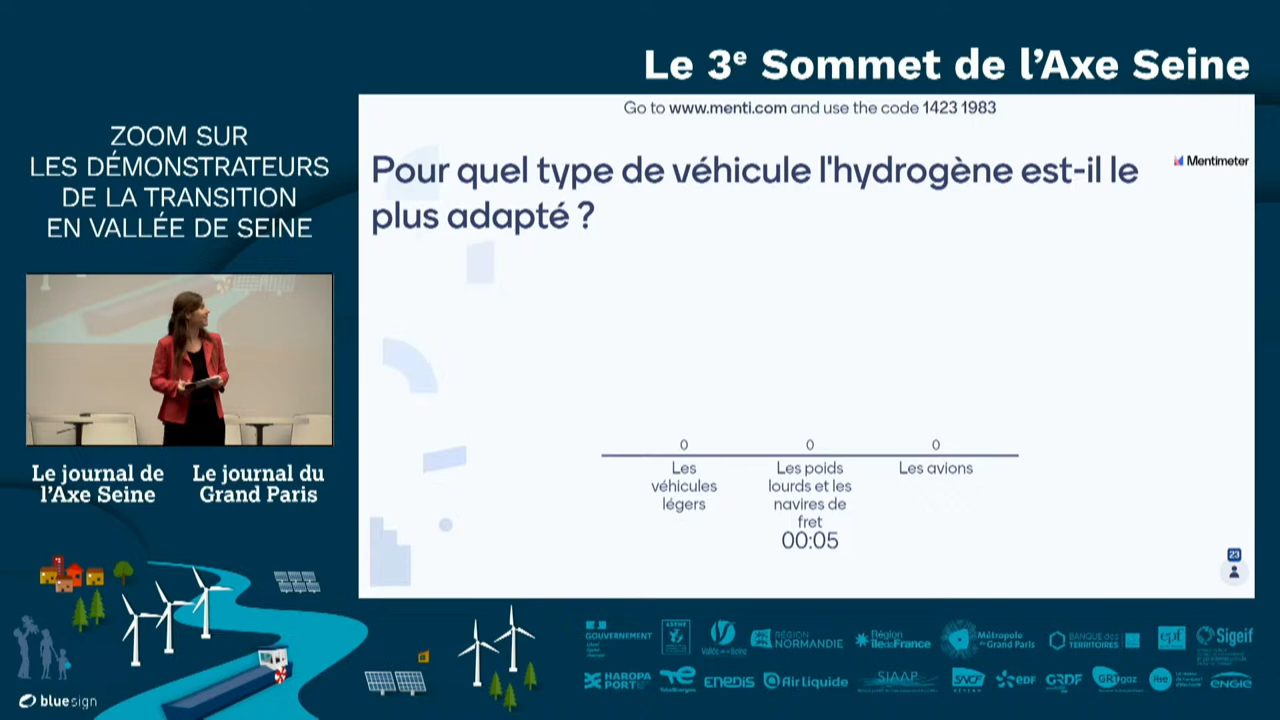 Le 3e Sommet de l'Axe Seine
ZOOM SUR
LES DÉMONSTRATEURS
DE LA TRANSITION
EN VALLÉE DE SEINE
Go to www.menti.com and use the code 1423 1983
Mentimeter
Pour quel type de véhicule l'hydrogène est-il le
plus adapté ?
0
Les
véhicules
légers
0
Les poids
lourds et les
navires de
fret
0
Les avions
00:05
23
Le journal de
l'Axe Seine
Le journal du
Grand Paris
bluesign
GOUVERNEMENT
Vallée de la Seine
RÉGION
NORMANDIE
Région
île de France
Métropole
du Grand Paris
BANQUE des
TERRITOIRES
epf
Sigeif
HAROPA
PORT
TotalEnergies
ENEDIS
Air Liquide
SIAAP
SNCF
RÉSEAU
EDF
GRDF
GRTgaz
Rte
ENGIE